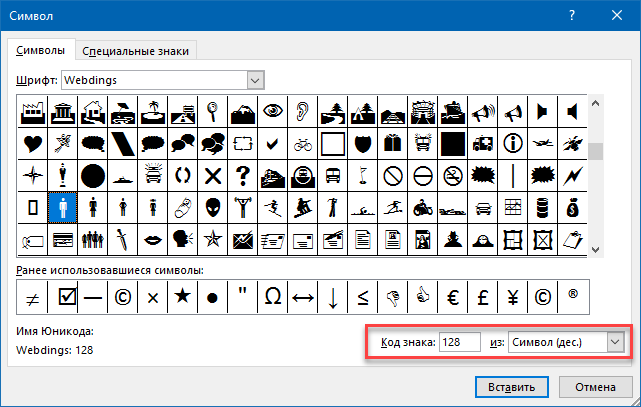 Символ
?
Символы
Специальные знаки
Шрифт: Webdings
Ранее использовавшиеся символы:
≠ ☑ — © × ★ ● " Ω ↔ ↓ ≤ 👎 👍 € £ ¥ © ®
Имя Юникода:
Webdings: 128
Код знака: 128 из: Символ (дес.)
Вставить Отмена